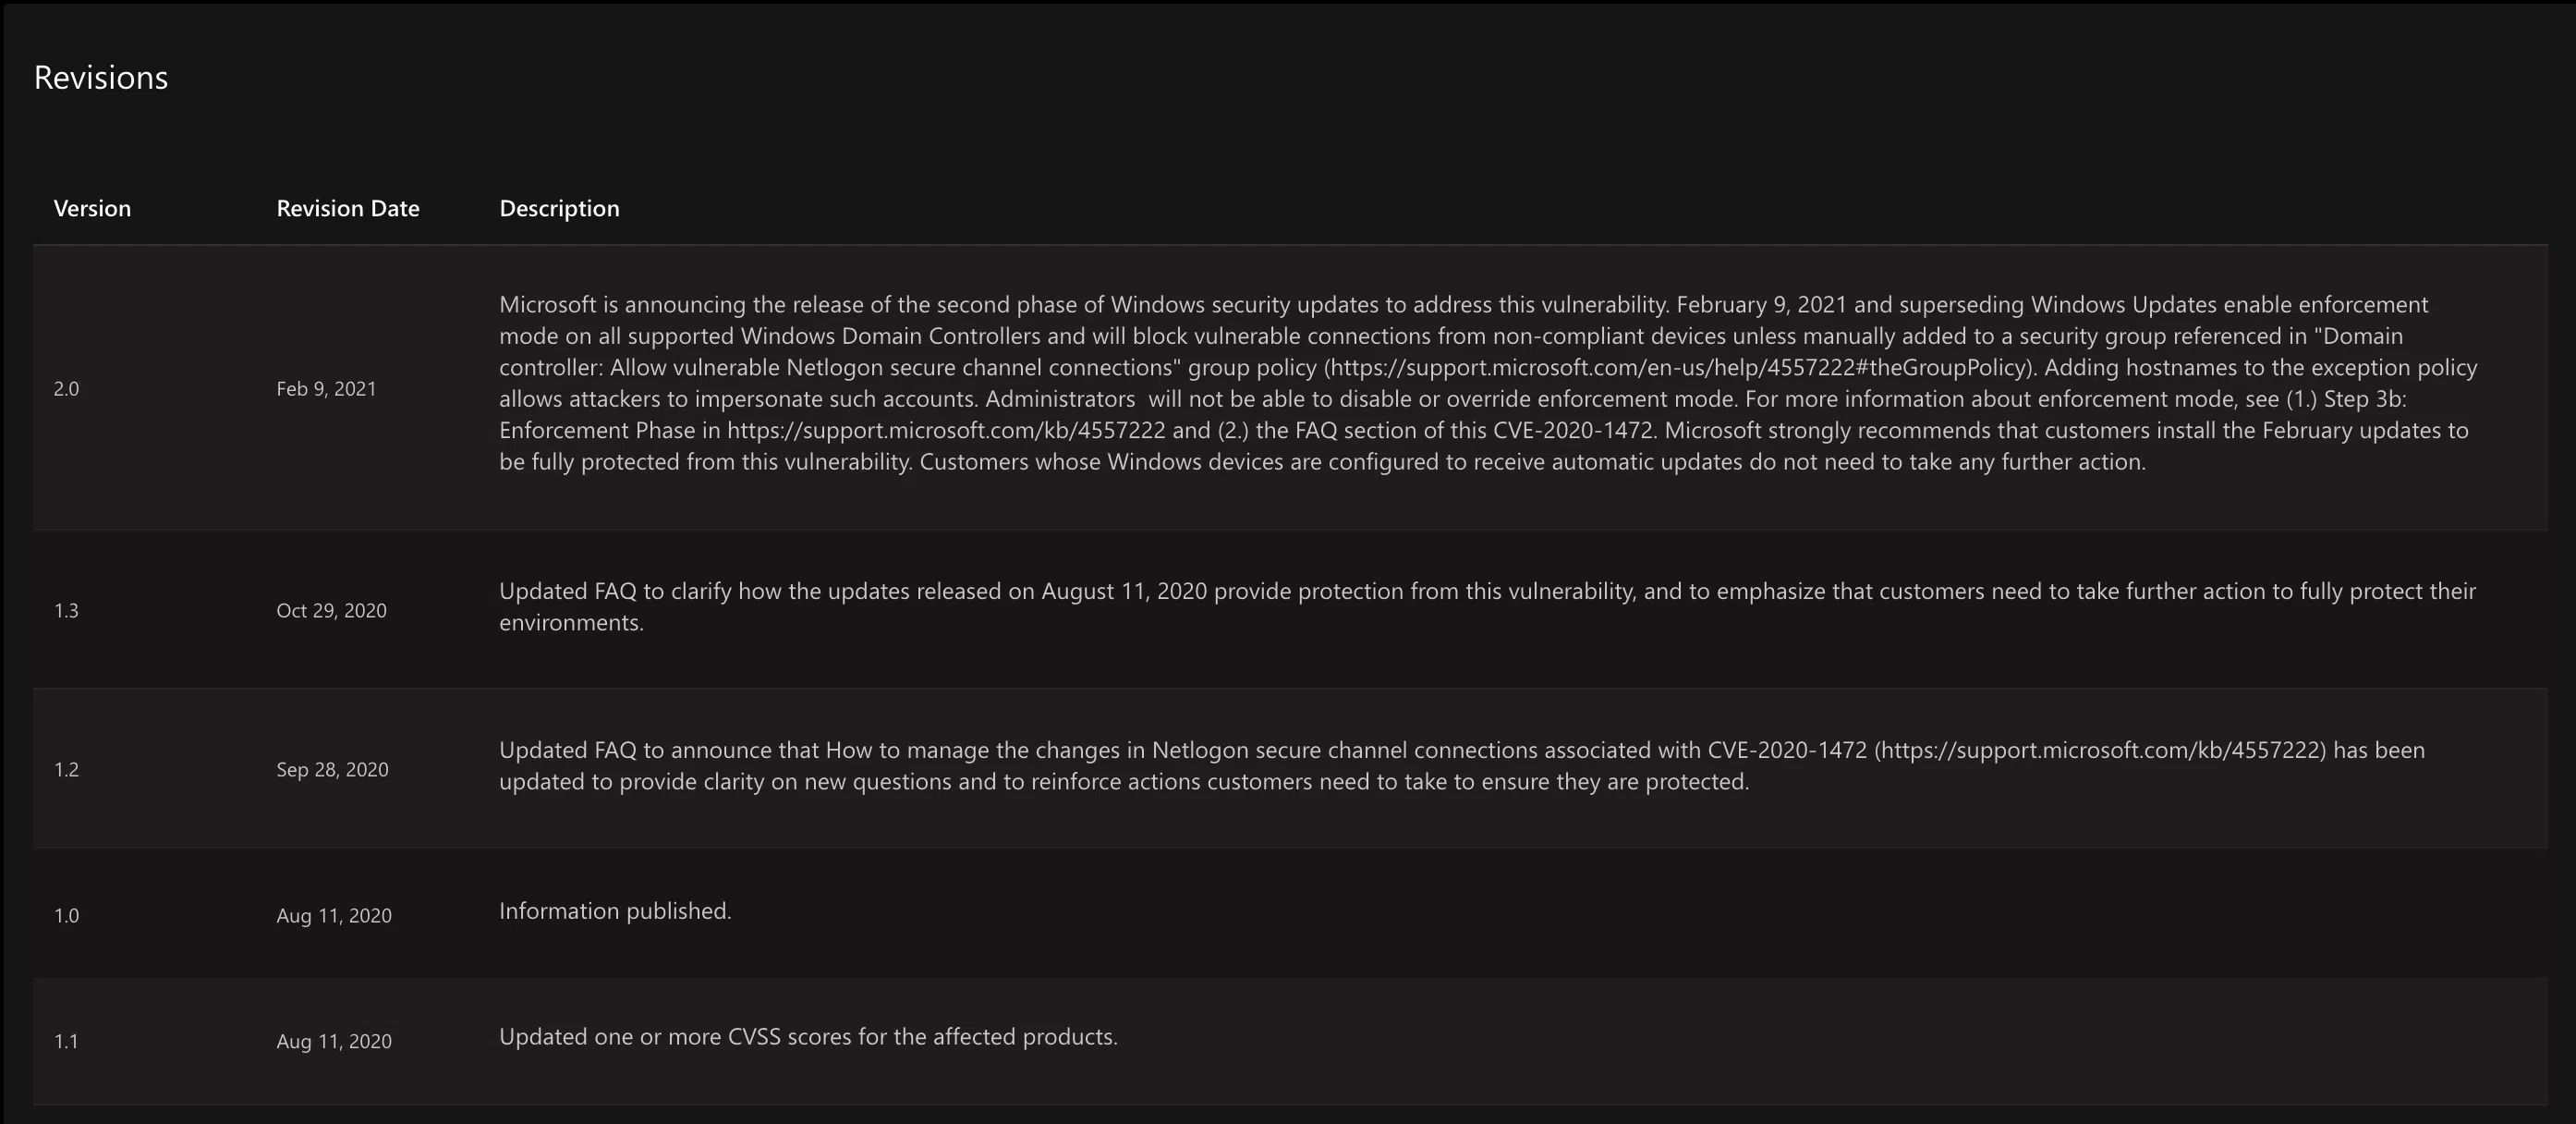 Revisions
Version Revision Date Description
Microsoft is announcing the release of the second phase of Windows security updates to address this vulnerability. February 9, 2021 and superseding Windows Updates enable enforcement
mode on all supported Windows Domain Controllers and will block vulnerable connections from non-compliant devices unless manually added to a security group referenced in "Domain
controller: Allow vulnerable Netlogon secure channel connections" group policy (https://support.microsoft.com/en-us/help/4557222#theGroupPolicy). Adding hostnames to the exception policy
2.0 Feb 9, 2021
allows attackers to impersonate such accounts. Administrators  will not be able to disable or override enforcement mode. For more information about enforcement mode, see (1.) Step 3b:
Enforcement Phase in https://support.microsoft.com/kb/4557222 and (2.) the FAQ section of this CVE-2020-1472. Microsoft strongly recommends that customers install the February updates to
be fully protected from this vulnerability. Customers whose Windows devices are configured to receive automatic updates do not need to take any further action.
1.3 Oct 29, 2020
Updated FAQ to clarify how the updates released on August 11, 2020 provide protection from this vulnerability, and to emphasize that customers need to take further action to fully protect their
environments.
1.2 Sep 28, 2020
Updated FAQ to announce that How to manage the changes in Netlogon secure channel connections associated with CVE-2020-1472 (https://support.microsoft.com/kb/4557222) has been
updated to provide clarity on new questions and to reinforce actions customers need to take to ensure they are protected.
1.0 Aug 11, 2020 Information published.
1.1 Aug 11, 2020 Updated one or more CVSS scores for the affected products.